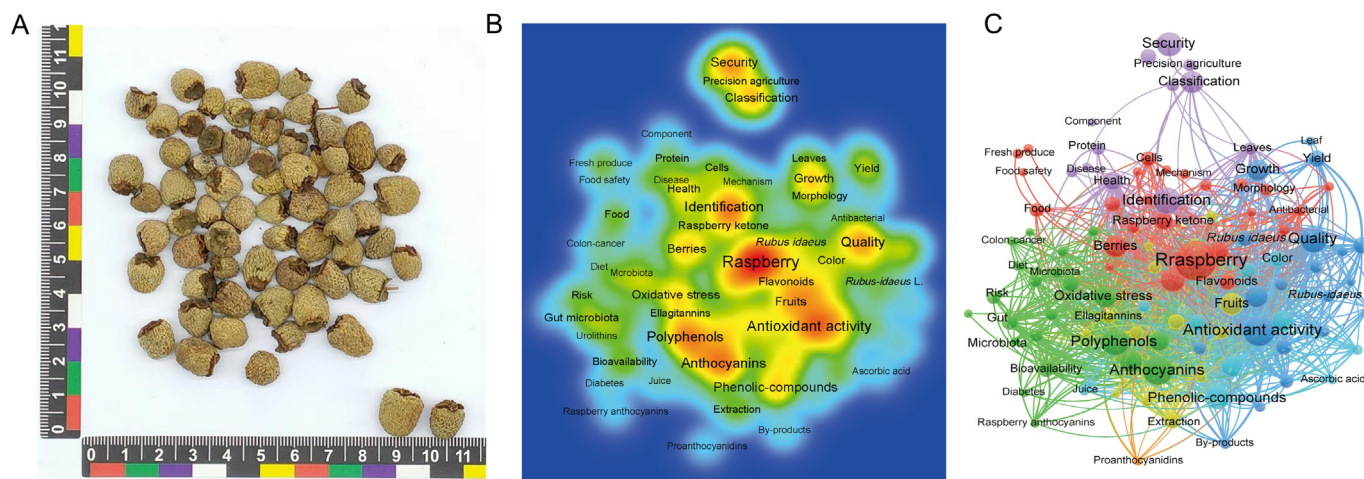 A
11
10
9
8
7
6
5
4
3
2
1
0
0 1 2 3 4 5 6 7 8 9 10 11
B
Security
Precision agriculture
Classification
Component
Fresh produce
Protein
Cells
Leaves
Yield
Food safety
Disease
Mechanism
Health
Growth
Morphology
Food
Identification
Antibacterial
Raspberry ketone
Colon-cancer
Berries
Rubus idaeus
Quality
Diet
Mcrobiota
Raspberry
Color
Flavonoids
Rubus-idaeus L.
Risk
Oxidative stress
Fruits
Gut microbiota
Ellagitannins
Urolithins
Polyphenols
Antioxidant activity
Bioavailability
Anthocyanins
Ascorbic acid
Diabetes
Juice
Phenolic-compounds
Raspberry anthocyanins
Extraction
By-products
Proanthocyanidins
C
Security
Precision agriculture
Classification
Component
Leaf
Fresh produce
Protein
Cells
Leaves
Yield
Food safety
Disease
Mechanism
Growth
Health
Morphology
Food
Identification
Antibacterial
Raspberry ketone
Colon-cancer
Berries
Rubus idaeus
Quality
Diet
Microbiota
Rraspberry
Color
Flavonoids
Risk
Oxidative stress
Fruits
Rubus-idaeus
Gut
Ellagitannins
Microbiota
Polyphenols
Antioxidant activity
Bioavailability
Anthocyanins
Ascorbic acid
Diabetes
Juice
Phenolic-compounds
Raspberry anthocyanins
Extraction
By-products
Proanthocyanidins